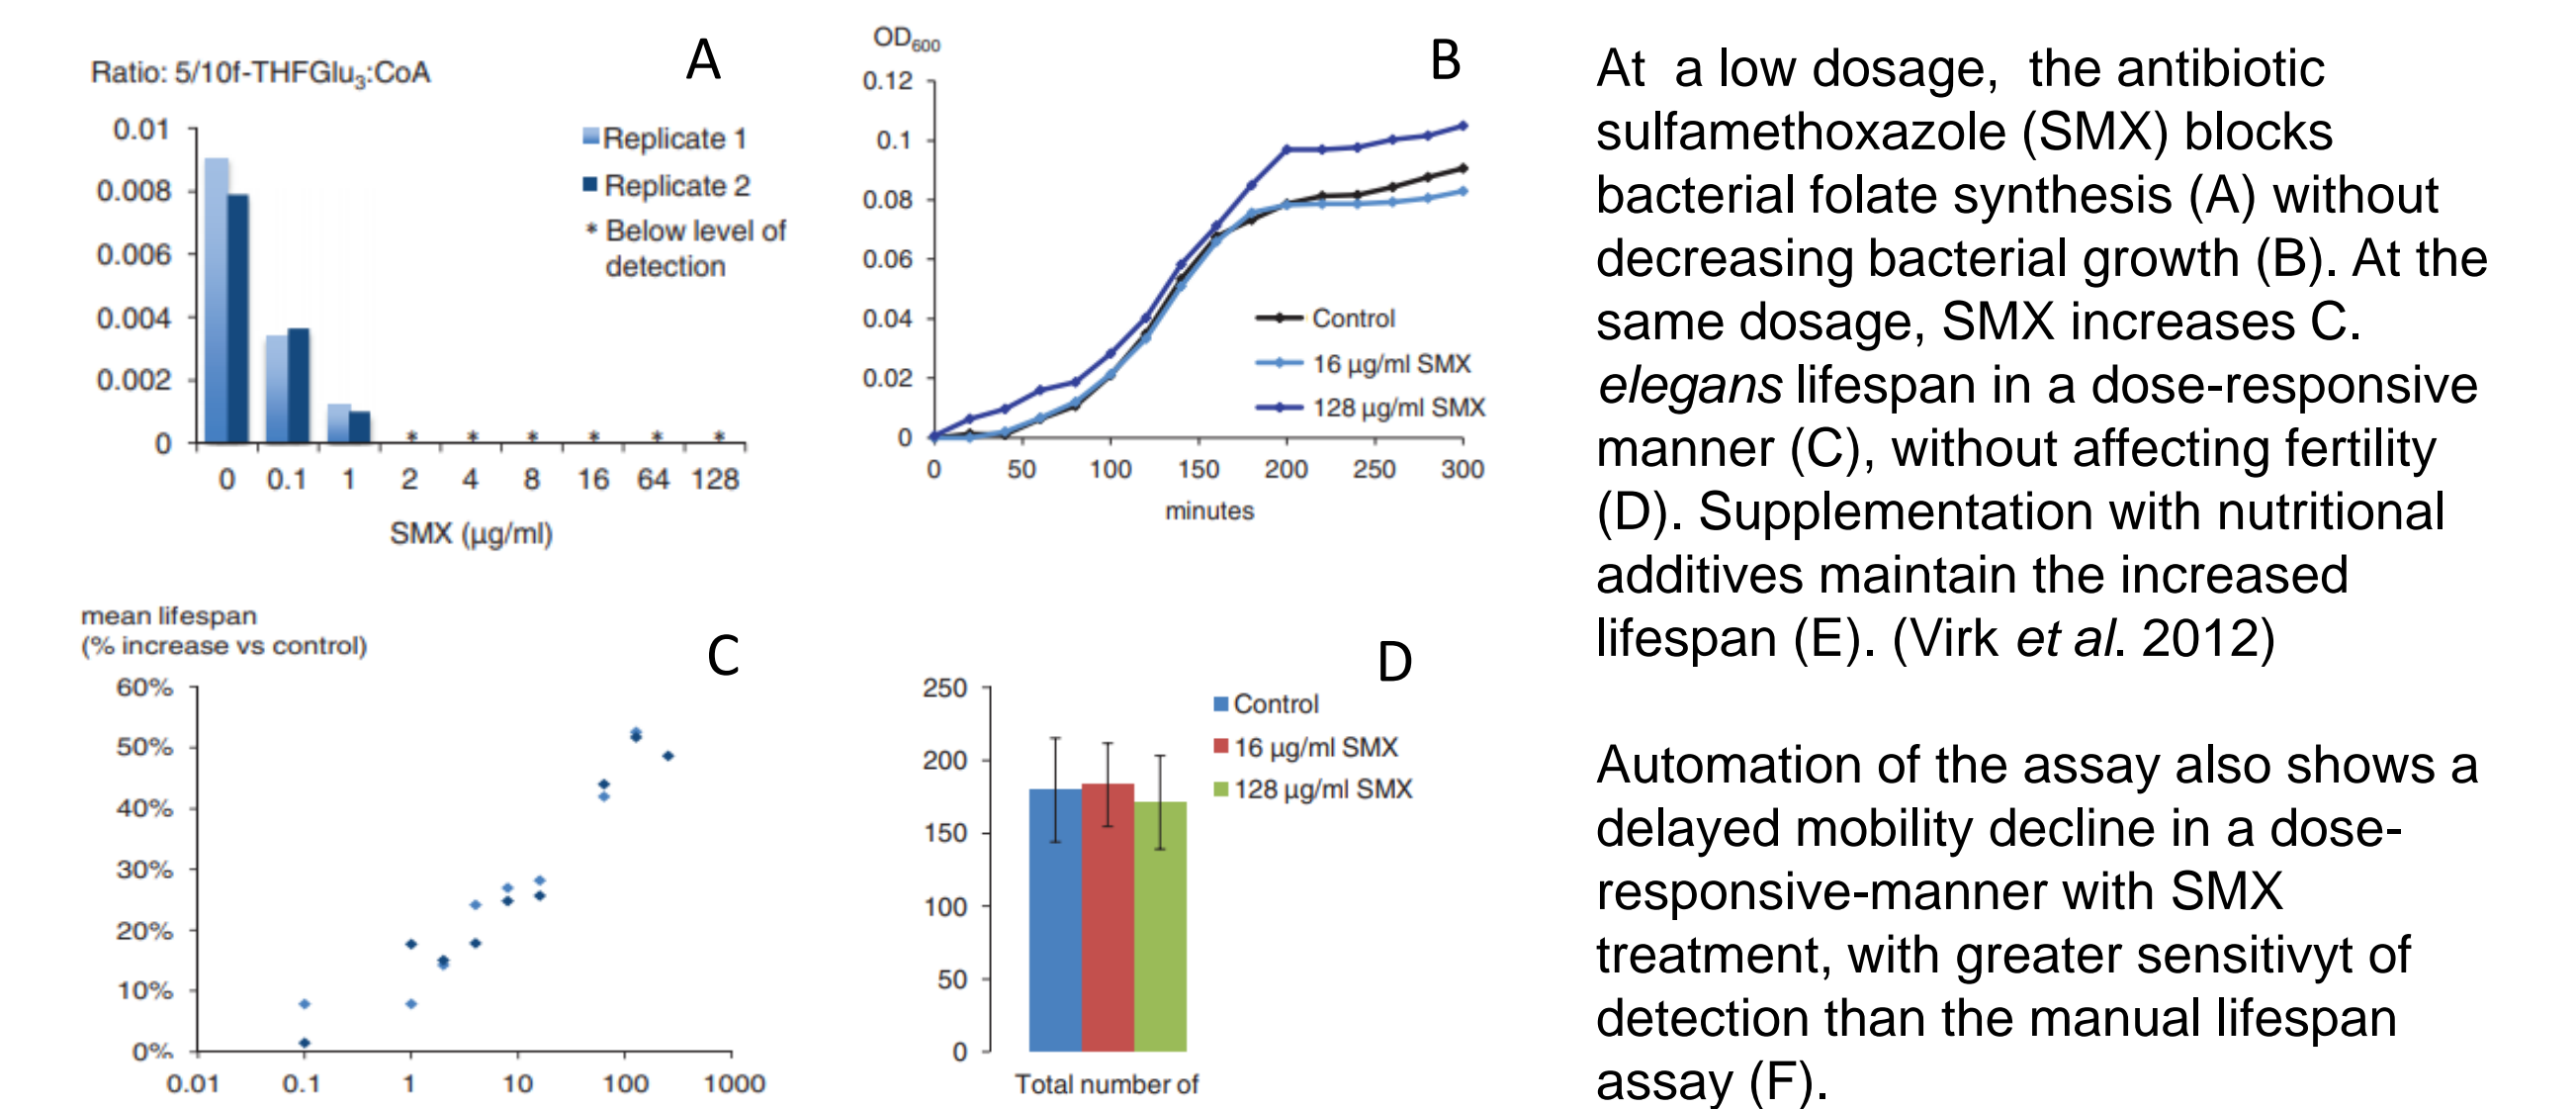 A
Ratio: 5/10f-THFGlu₃:CoA
0.01
0.008
0.006
0.004
0.002
0
Replicate 1
Replicate 2
* Below level of
detection
* * * * * *
0 0.1 1 2 4 8 16 64 128
SMX (µg/ml)
B
OD₆₀₀
0.12
0.1
0.08
0.06
0.04
0.02
0
Control
16 µg/ml SMX
128 µg/ml SMX
0 50 100 150 200 250 300
minutes
C
mean lifespan
(% increase vs control)
60%
50%
40%
30%
20%
10%
0%
0.01 0.1 1 10 100 1000
D
250
200
150
100
50
0
Control
16 µg/ml SMX
128 µg/ml SMX
Total number of
At a low dosage, the antibiotic
sulfamethoxazole (SMX) blocks
bacterial folate synthesis (A) without
decreasing bacterial growth (B). At the
same dosage, SMX increases C.
elegans lifespan in a dose-responsive
manner (C), without affecting fertility
(D). Supplementation with nutritional
additives maintain the increased
lifespan (E). (Virk et al. 2012)
Automation of the assay also shows a
delayed mobility decline in a dose-
responsive-manner with SMX
treatment, with greater sensitivyt of
detection than the manual lifespan
assay (F).